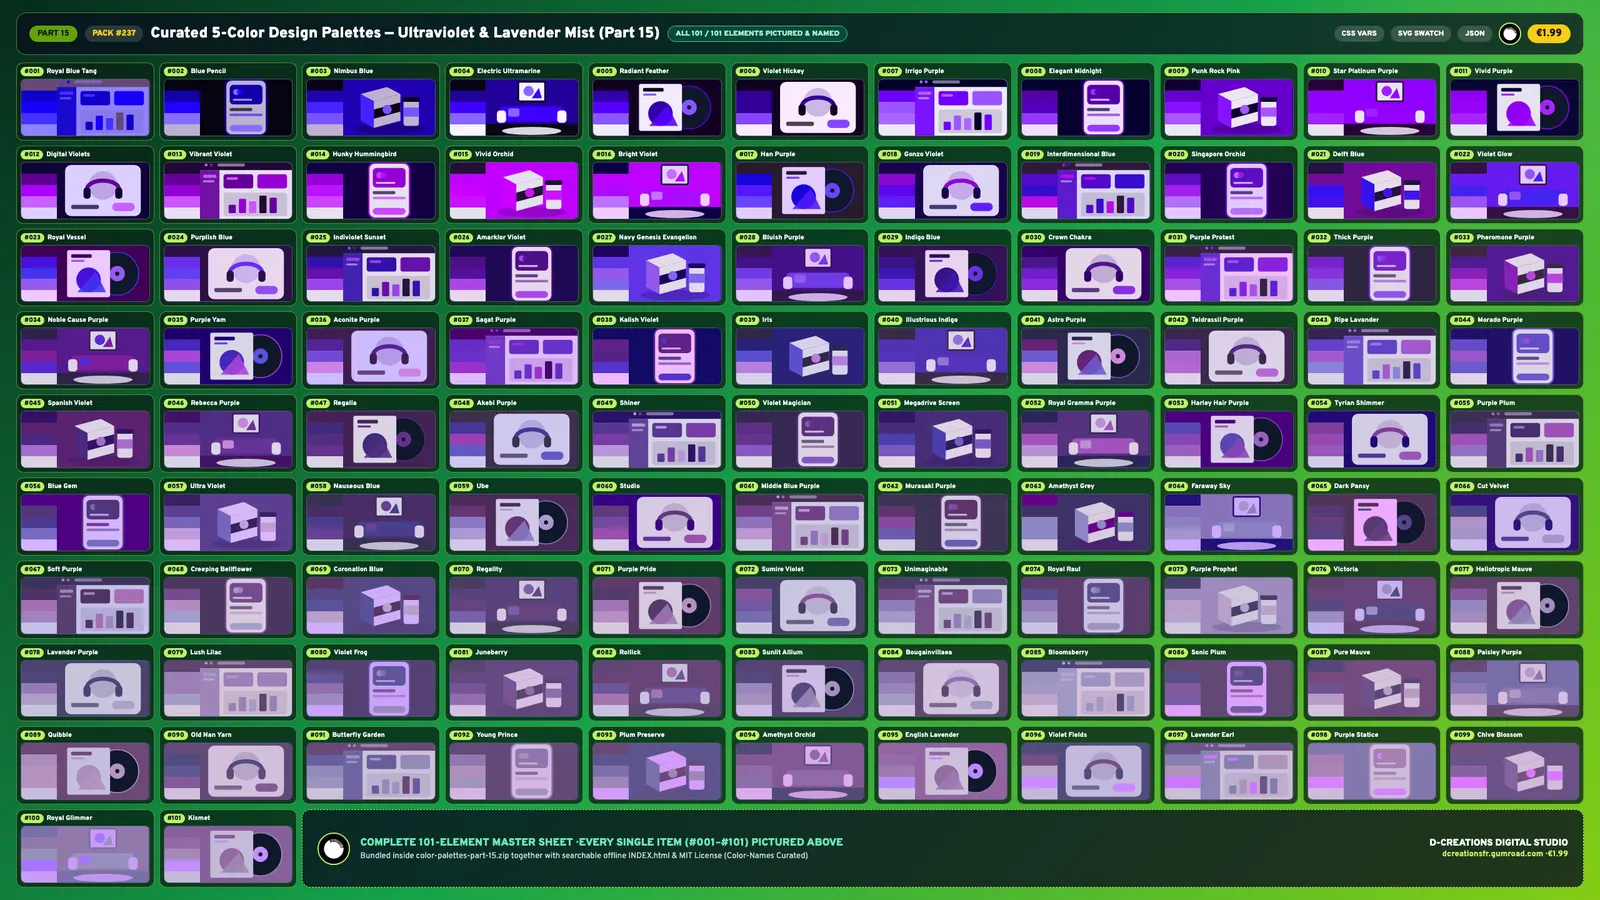 PART 15
PACK #237
Curated 5-Color Design Palettes – Ultraviolet & Lavender Mist (Part 15)
ALL 101 / 101 ELEMENTS PICTURED & NAMED
CSS VARS
SVG SWATCH
JSON
€1.99
#001 Royal Blue Tang
#002 Blue Pencil
#003 Nimbus Blue
#004 Electric Ultramarine
#005 Radiant Feather
#006 Violet Hickey
#007 Irrigo Purple
#008 Elegant Midnight
#009 Punk Rock Pink
#010 Star Platinum Purple
#011 Vivid Purple
#012 Digital Violets
#013 Vibrant Violet
#014 Hunky Hummingbird
#015 Vivid Orchid
#016 Bright Violet
#017 Han Purple
#018 Gonzo Violet
#019 Interdimensional Blue
#020 Singapore Orchid
#021 Delft Blue
#022 Violet Glow
#023 Royal Vessel
#024 Purplish Blue
#025 Indiviolet Sunset
#026 Amarklor Violet
#027 Navy Genesis Evangelion
#028 Bluish Purple
#029 Indigo Blue
#030 Crown Chakra
#031 Purple Protest
#032 Thick Purple
#033 Pheromone Purple
#034 Noble Cause Purple
#035 Purple Yam
#036 Aconite Purple
#037 Sagat Purple
#038 Kalish Violet
#039 Iris
#040 Illustrious Indigo
#041 Astro Purple
#042 Teldrassil Purple
#043 Ripe Lavander
#044 Morado Purple
#045 Spanish Violet
#046 Rebecca Purple
#047 Regalia
#048 Akebi Purple
#049 Shiner
#050 Violet Magician
#051 Megadrive Screen
#052 Royal Gramma Purple
#053 Harley Hair Purple
#054 Tyrian Shimmer
#055 Purple Plum
#056 Blue Gem
#057 Ultra Violet
#058 Nauseous Blue
#059 Ube
#060 Studio
#061 Middle Blue Purple
#062 Murasaki Purple
#063 Amethyst Grey
#064 Faraway Sky
#065 Dark Pansy
#066 Cut Velvet
#067 Soft Purple
#068 Creeping Bellflower
#069 Coronation Blue
#070 Regality
#071 Purple Pride
#072 Sumire Violet
#073 Unimaginable
#074 Royal Raul
#075 Purple Prophet
#076 Victoria
#077 Heliotropic Mauve
#078 Lavender Purple
#079 Lush Lilac
#080 Violet Frog
#081 Juneberry
#082 Rollick
#083 Sunlit Allium
#084 Bougainvillaea
#085 Bloomsberry
#086 Sonic Plum
#087 Pure Mauve
#088 Paisley Purple
#089 Quibble
#090 Old Nan Yarn
#091 Butterfly Garden
#092 Young Prince
#093 Plum Preserve
#094 Amethyst Orchid
#095 English Lavender
#096 Violet Fields
#097 Lavender Earl
#098 Purple Statice
#099 Chive Blossom
#100 Royal Glimmer
#101 Kismet
COMPLETE 101-ELEMENT MASTER SHEET · EVERY SINGLE ITEM (#001–#101) PICTURED ABOVE
Bundled inside color-palettes-part-15.zip together with searchable offline INDEX.html & MIT License (Color-Names Curated)
D-CREATIONS DIGITAL STUDIO
dcreationsfr.gumroad.com · €1.99